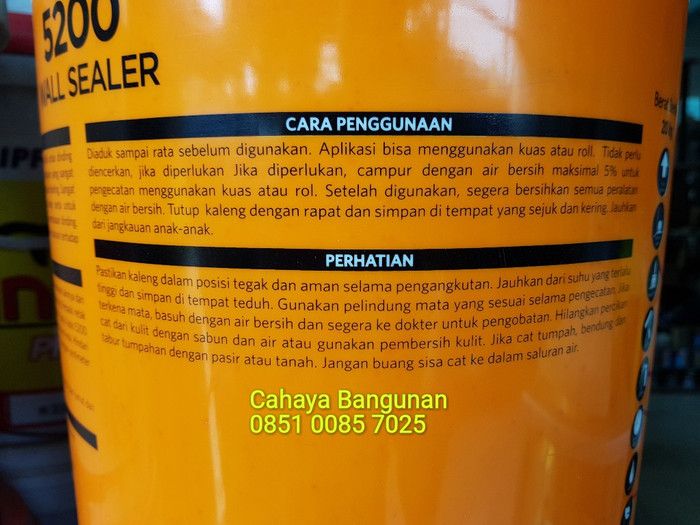 5200
WALL SEALER
CARA PENGGUNAAN
Diaduk sampai rata sebelum digunakan. Aplikasi bisa menggunakan kuas atau roll. Tidak perlu
diencerkan, jika diperlukan Jika diperlukan, campur dengan air bersih maksimal 5% untuk
pengecatan menggunakan kuas atau rol. Setelah digunakan, segera bersihkan semua peralatan
dengan air bersih. Tutup kaleng dengan rapat dan simpan di tempat yang sejuk dan kering. Jauhkan
dari jangkauan anak-anak.
PERHATIAN
Pastikan kaleng dalam posisi tegak dan aman selama pengangkutan. Jauhkan dari suhu yang terlalu
tinggi dan simpan di tempat teduh. Gunakan pelindung mata yang sesuai selama pengecatan. Jika
terkena mata, basuh dengan air bersih dan segera ke dokter untuk pengobatan. Hilangkan percikan
cat dari kulit dengan sabun dan air atau gunakan pembersih kulit. Jika cat tumpah, bendung dan
tabur tumpahan dengan pasir atau tanah. Jangan buang sisa cat ke dalam saluran air.
Cahaya Bangunan
0851 0085 7025